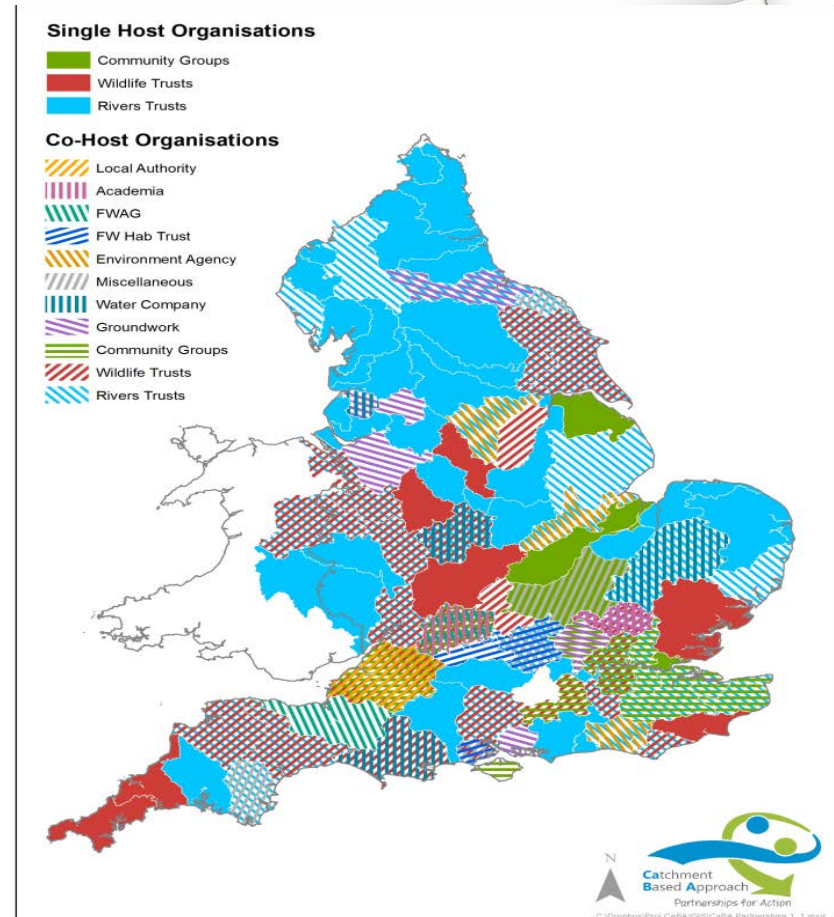 Single Host Organisations
Community Groups
Wildlife Trusts
Rivers Trusts
Co-Host Organisations
Local Authority
Academia
FWAG
FW Hab Trust
Environment Agency
Miscellaneous
Water Company
Groundwork
Community Groups
Wildlife Trusts
Rivers Trusts
N
Catchment
Based Approach
Partnerships for Action